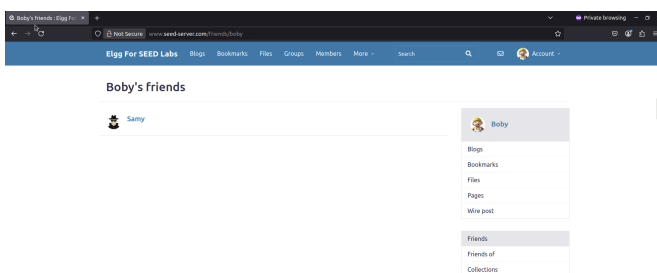 Boby's friends : Elgg For
Private browsing
Not Secure www.seed-server.com/friends/boby
Elgg For SEED Labs Blogs Bookmarks Files Groups Members More Search Account
Boby's friends
Samy
Boby
Blogs
Bookmarks
Files
Pages
Wire post
Friends
Friends of
Collections